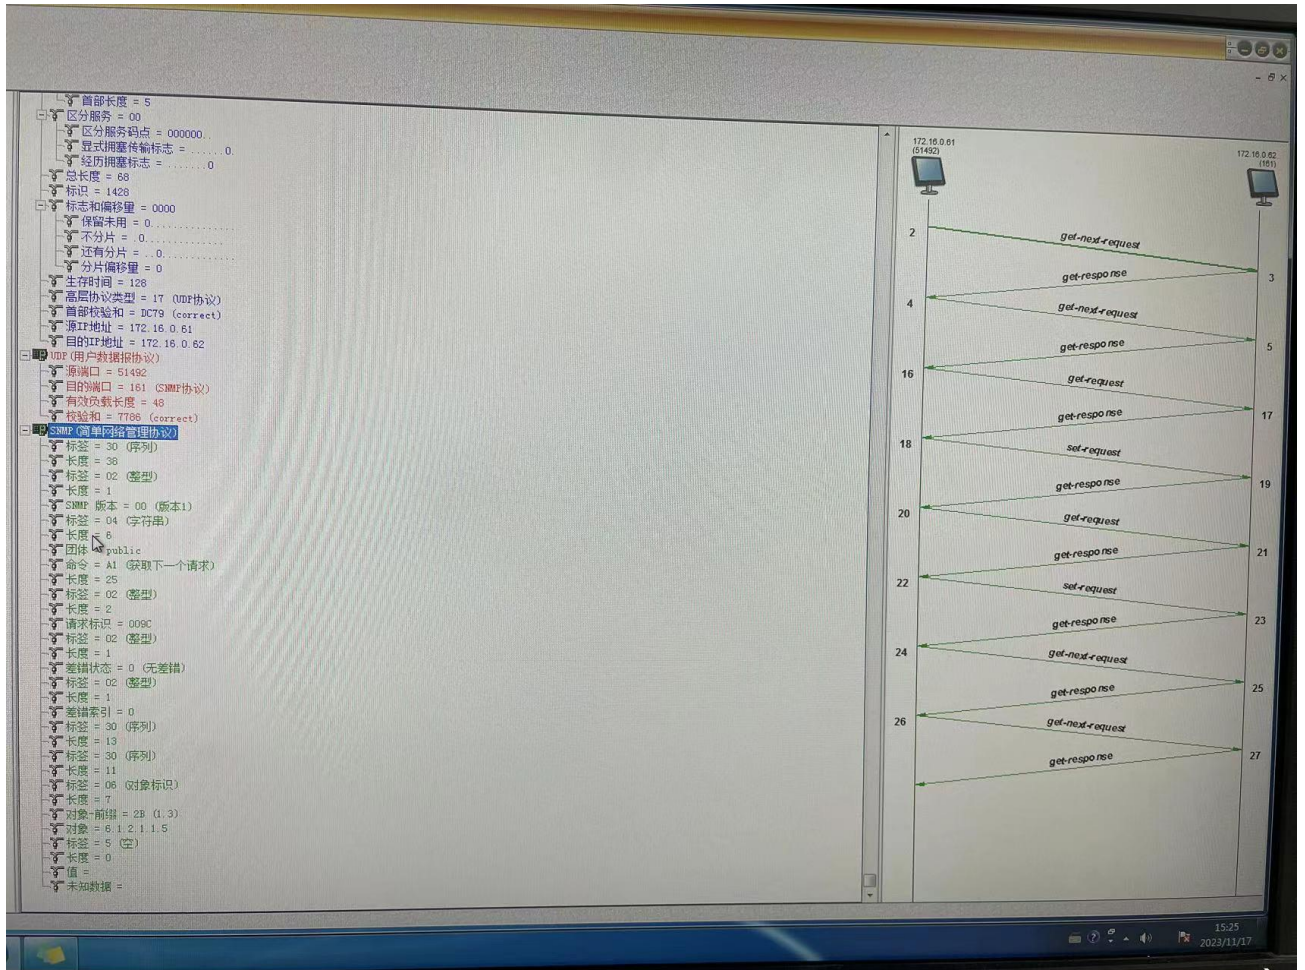 首部长度 = 5
区分服务 = 00
区分服务码点 = 000000..
显式拥塞传输标志 = ......0.
经历拥塞标志 = .......0
总长度 = 68
标识 = 1428
标志和偏移量 = 0000
保留未用 = 0...............
不分片 = .0..............
还有分片 = ..0.............
分片偏移量 = 0
生存时间 = 128
高层协议类型 = 17 (UDP协议)
首部校验和 = DC79 (correct)
源IP地址 = 172.16.0.61
目的IP地址 = 172.16.0.62
UDP(用户数据报协议)
源端口 = 51492
目的端口 = 161 (SNMP协议)
有效负载长度 = 48
校验和 = 7786 (correct)
SNMP(简单网络管理协议)
标签 = 30 (序列)
长度 = 38
标签 = 02 (整型)
长度 = 1
SNMP 版本 = 00 (版本1)
标签 = 04 (字符串)
长度 = 6
团体 = public
命令 = A1 (获取下一个请求)
长度 = 25
标签 = 02 (整型)
长度 = 2
请求标识 = 009C
标签 = 02 (整型)
长度 = 1
差错状态 = 0 (无差错)
标签 = 02 (整型)
长度 = 1
差错索引 = 0
标签 = 30 (序列)
长度 = 13
标签 = 30 (序列)
长度 = 11
标签 = 06 (对象标识)
长度 = 7
对象-前缀 = 2B (1.3)
对象 = 6.1.2.1.1.5
标签 = 5 (空)
长度 = 0
值 =
未知数据 =
172.16.0.61
(51492)
172.16.0.62
(161)
2
get-next-request
3
get-response
4
get-next-request
5
get-response
16
get-request
17
get-response
18
set-request
19
get-response
20
get-request
21
get-response
22
set-request
23
get-response
24
get-next-request
25
get-response
26
get-next-request
27
get-response
15:25
2023/11/17